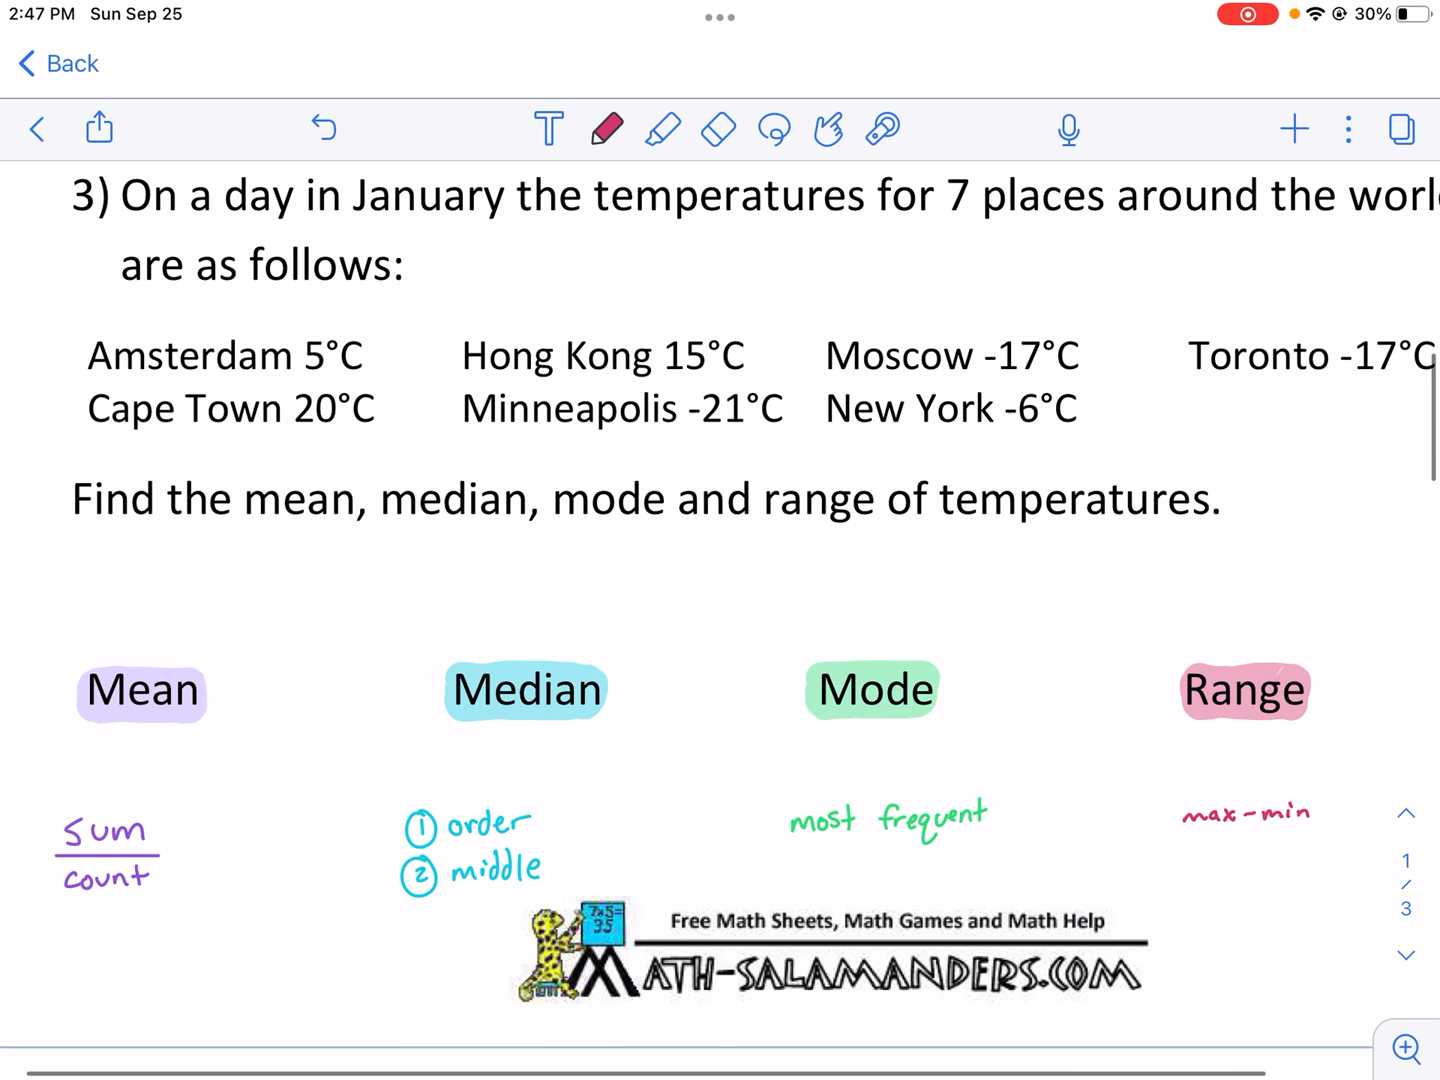 2:47 PM Sun Sep 25
30%
Back
3) On a day in January the temperatures for 7 places around the worl
are as follows:
Amsterdam 5°C Hong Kong 15°C Moscow -17°C Toronto -17°C
Cape Town 20°C Minneapolis -21°C New York -6°C
Find the mean, median, mode and range of temperatures.
Mean Median Mode Range
sum
count
1 order
2 middle
most frequent
max-min
7x5=
35
Free Math Sheets, Math Games and Math Help
MATH-SALAMANDERS.COM
1
/
3